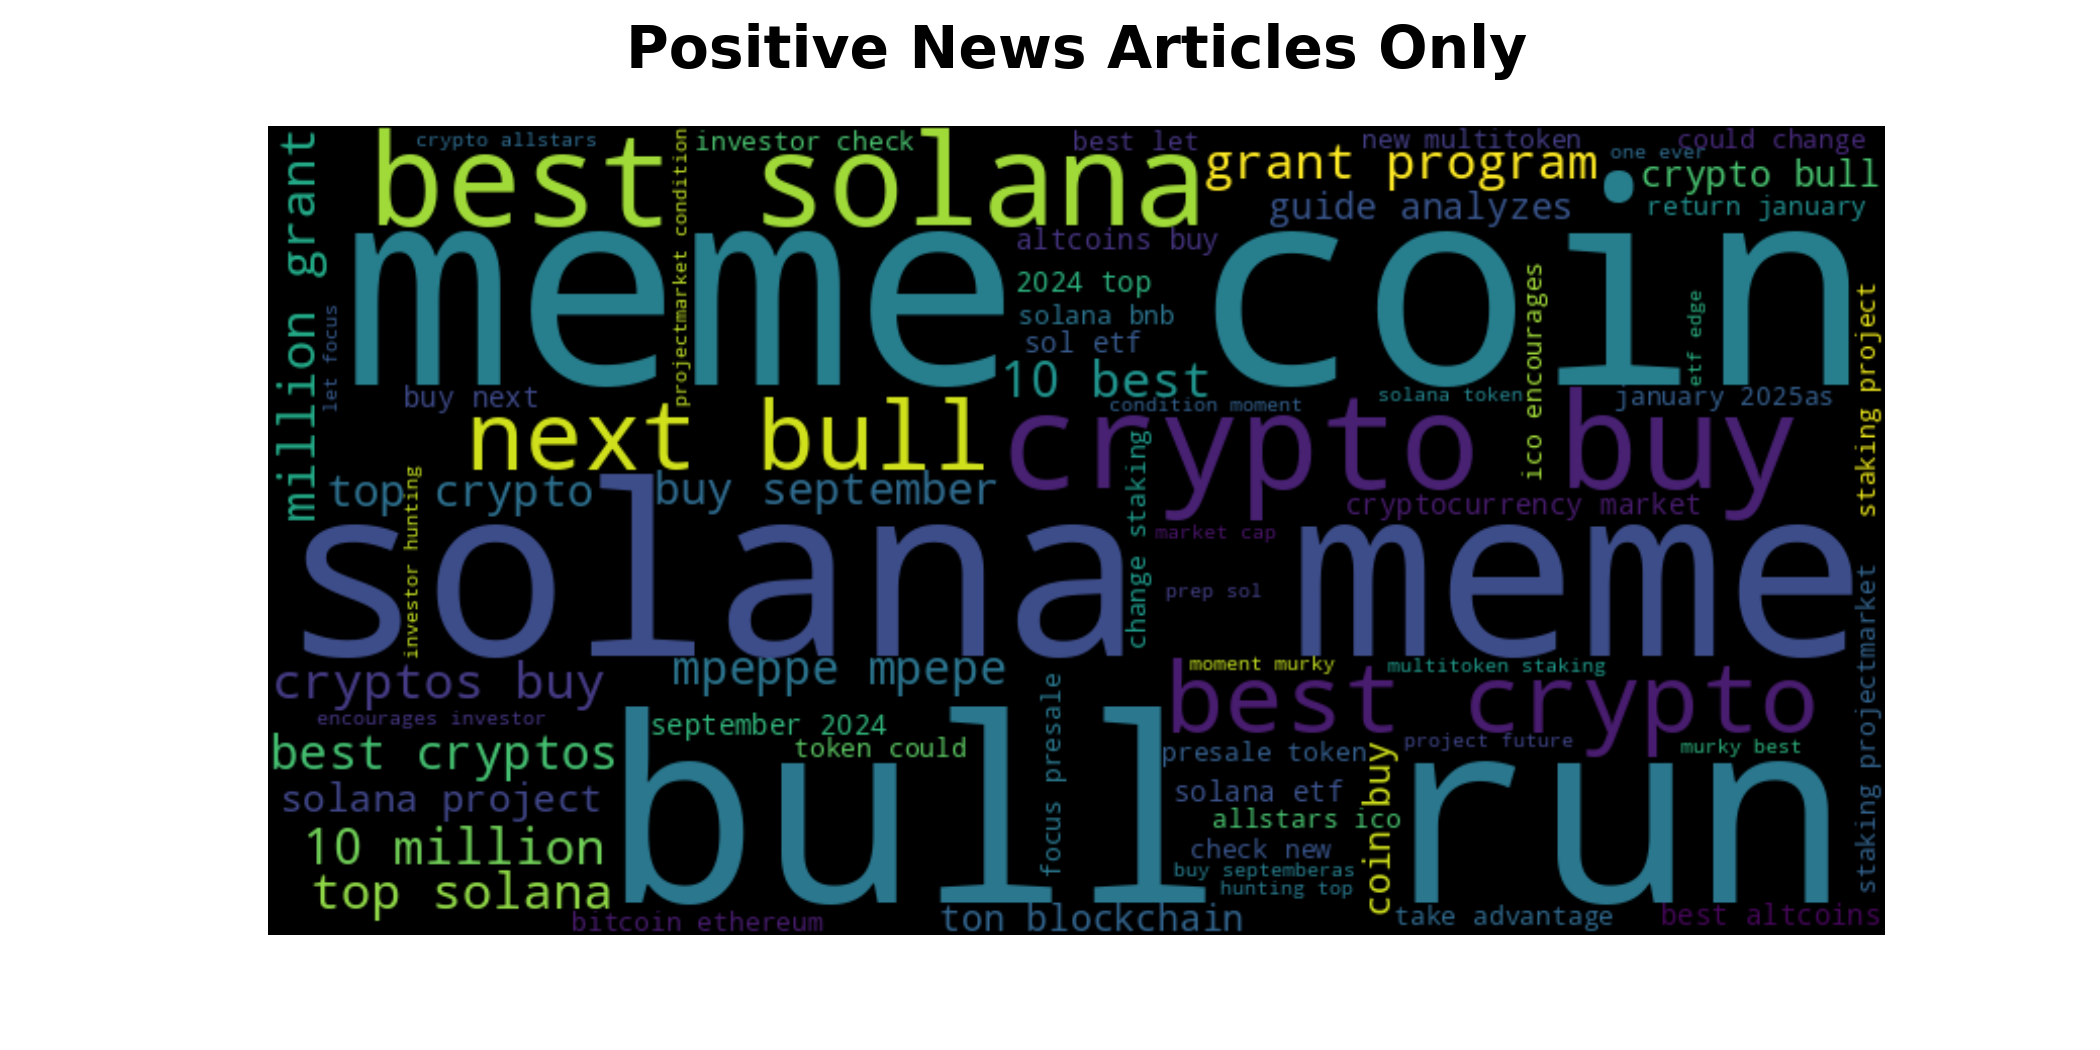 Positive News Articles Only
crypto allstars
investor check
best let
new multitoken
could change
million grant
best solana
projectmarket condition
grant program
one ever
crypto bull
guide analyzes
return january
meme coin
altcoins buy
2024 top
solana bnb
sol etf
10 best
let focus
ico encourages
etf edge
staking project
buy next
condition moment
solana token
january 2025as
next bull
crypto buy
top crypto
buy september
investor hunting
change staking
cryptocurrency market
market cap
solana meme
prep sol
cryptos buy
mpeppe mpepe
moment murky
multitoken staking
best crypto
staking projectmarket
encourages investor
september 2024
token could
focus presale
best cryptos
bull run
presale token
project future
murky best
solana project
solana etf
coin buy
allstars ico
10 million
check new
buy septemberas
hunting top
top solana
bitcoin ethereum
ton blockchain
take advantage
best altcoins